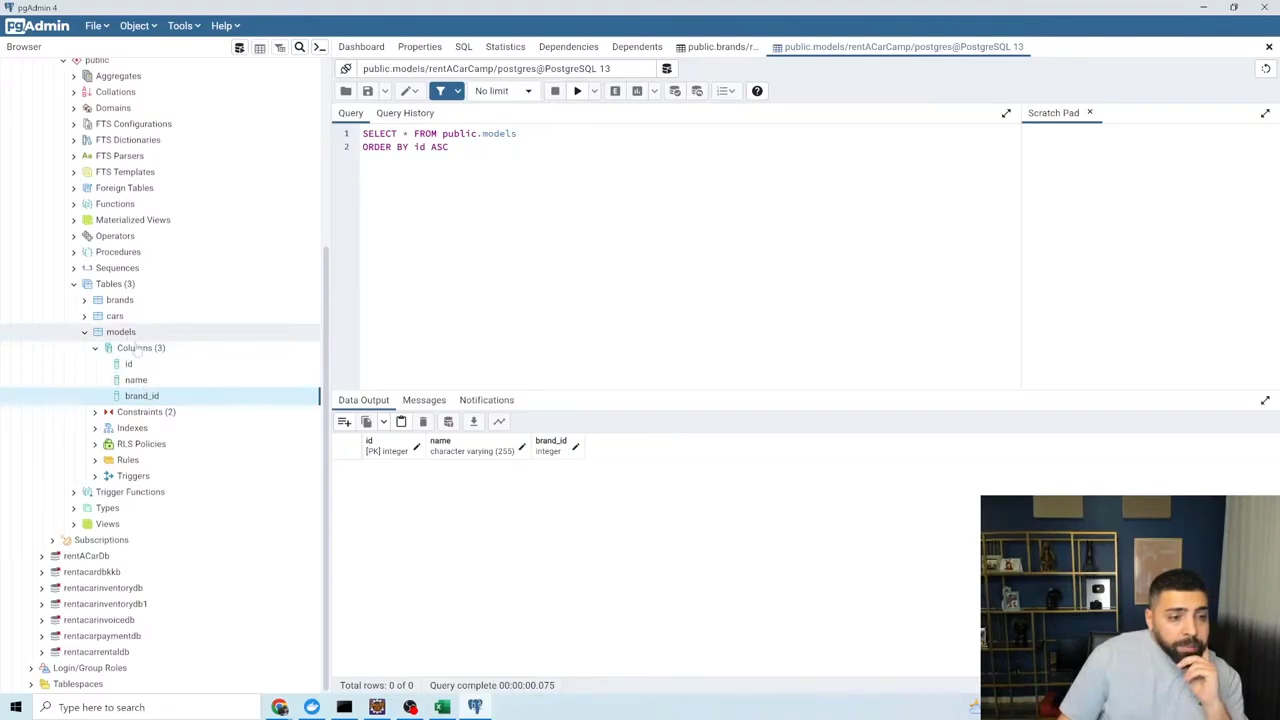 pgAdmin 4
pgAdmin File Object Tools Help
Browser
Dashboard Properties SQL Statistics Dependencies Dependents public.brands/r... public.models/rentACarCamp/postgres@PostgreSQL 13
public.models/rentACarCamp/postgres@PostgreSQL 13
No limit
Query Query History
Scratch Pad
1 SELECT * FROM public.models
2 ORDER BY id ASC
public
Aggregates
Collations
Domains
FTS Configurations
FTS Dictionaries
Aa FTS Parsers
FTS Templates
Foreign Tables
Functions
Materialized Views
Operators
Procedures
1..3 Sequences
Tables (3)
brands
cars
models
Columns (3)
id
name
brand_id
Constraints (2)
Indexes
RLS Policies
Rules
Triggers
Trigger Functions
Types
Views
Subscriptions
rentACarDb
rentacardbkkb
rentacarinventorydb
rentacarinventorydb1
rentacarinvoicedb
rentacarpaymentdb
rentacarrentaldb
Login/Group Roles
Tablespaces
Data Output Messages Notifications
id name brand_id
[PK] integer character varying (255) integer
Total rows: 0 of 0 Query complete 00:00:00.075
Type here to search